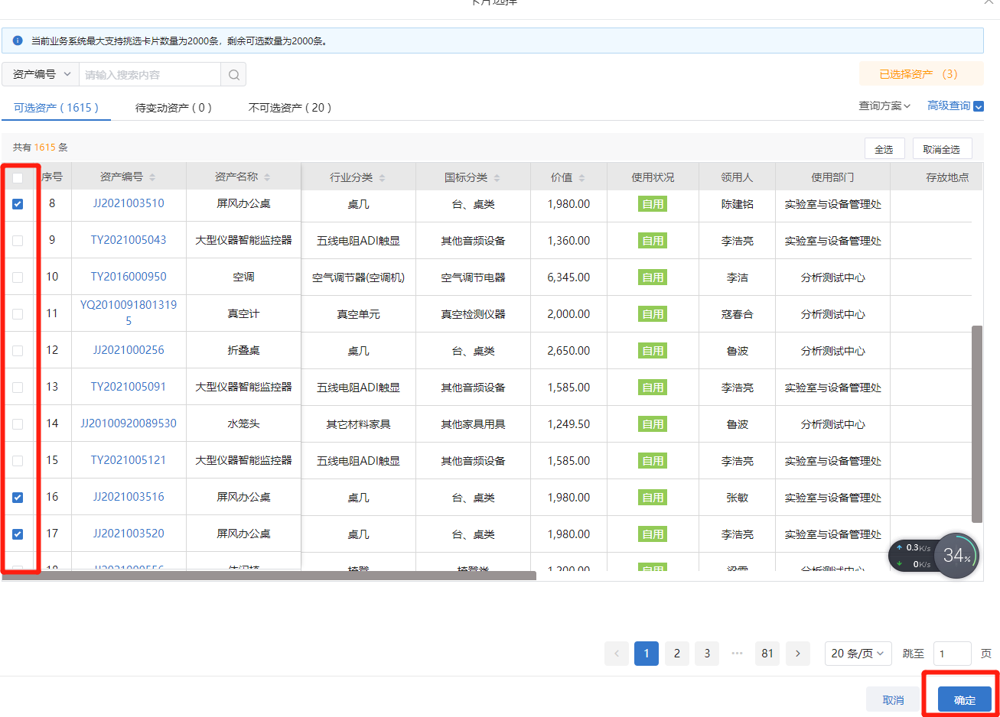 卡片选择
当前业务系统最大支持挑选卡片数量为2000条，剩余可选数量为2000条。
资产编号 请输入搜索内容 已选择资产 （3）
可选资产 ( 1615 ) 待变动资产 ( 0 ) 不可选资产 ( 20 ) 查询方案 高级查询
共有 1615 条 全选 取消全选
序号 资产编号 资产名称 行业分类 国标分类 价值 使用状况 领用人 使用部门 存放地点
8 JJ2021003510 屏风办公桌 桌几 台、桌类 1,980.00 自用 陈建铭 实验室与设备管理处
9 TY2021005043 大型仪器智能监控器 五线电阻ADI触显 其他音频设备 1,360.00 自用 李浩亮 实验室与设备管理处
10 TY2016000950 空调 空气调节器(空调机) 空气调节电器 6,345.00 自用 李洁 分析测试中心
11 YQ20100918013195 真空计 真空单元 真空检测仪器 2,000.00 自用 寇春合 分析测试中心
12 JJ2021000256 折叠桌 桌几 台、桌类 2,650.00 自用 鲁波 分析测试中心
13 TY2021005091 大型仪器智能监控器 五线电阻ADI触显 其他音频设备 1,585.00 自用 李浩亮 实验室与设备管理处
14 JJ20100920089530 水笼头 其它材料家具 其他家具用具 1,249.50 自用 鲁波 分析测试中心
15 TY2021005121 大型仪器智能监控器 五线电阻ADI触显 其他音频设备 1,585.00 自用 李浩亮 实验室与设备管理处
16 JJ2021003516 屏风办公桌 桌几 台、桌类 1,980.00 自用 张敏 实验室与设备管理处
17 JJ2021003520 屏风办公桌 桌几 台、桌类 1,980.00 自用 李浩亮 实验室与设备管理处
18 椅凳 椅凳类 1,200.00 自用 分析测试中心
0.3K/s
0K/s
34%
1 2 3 ··· 81 20 条/页 跳至 1 页
取消 确定